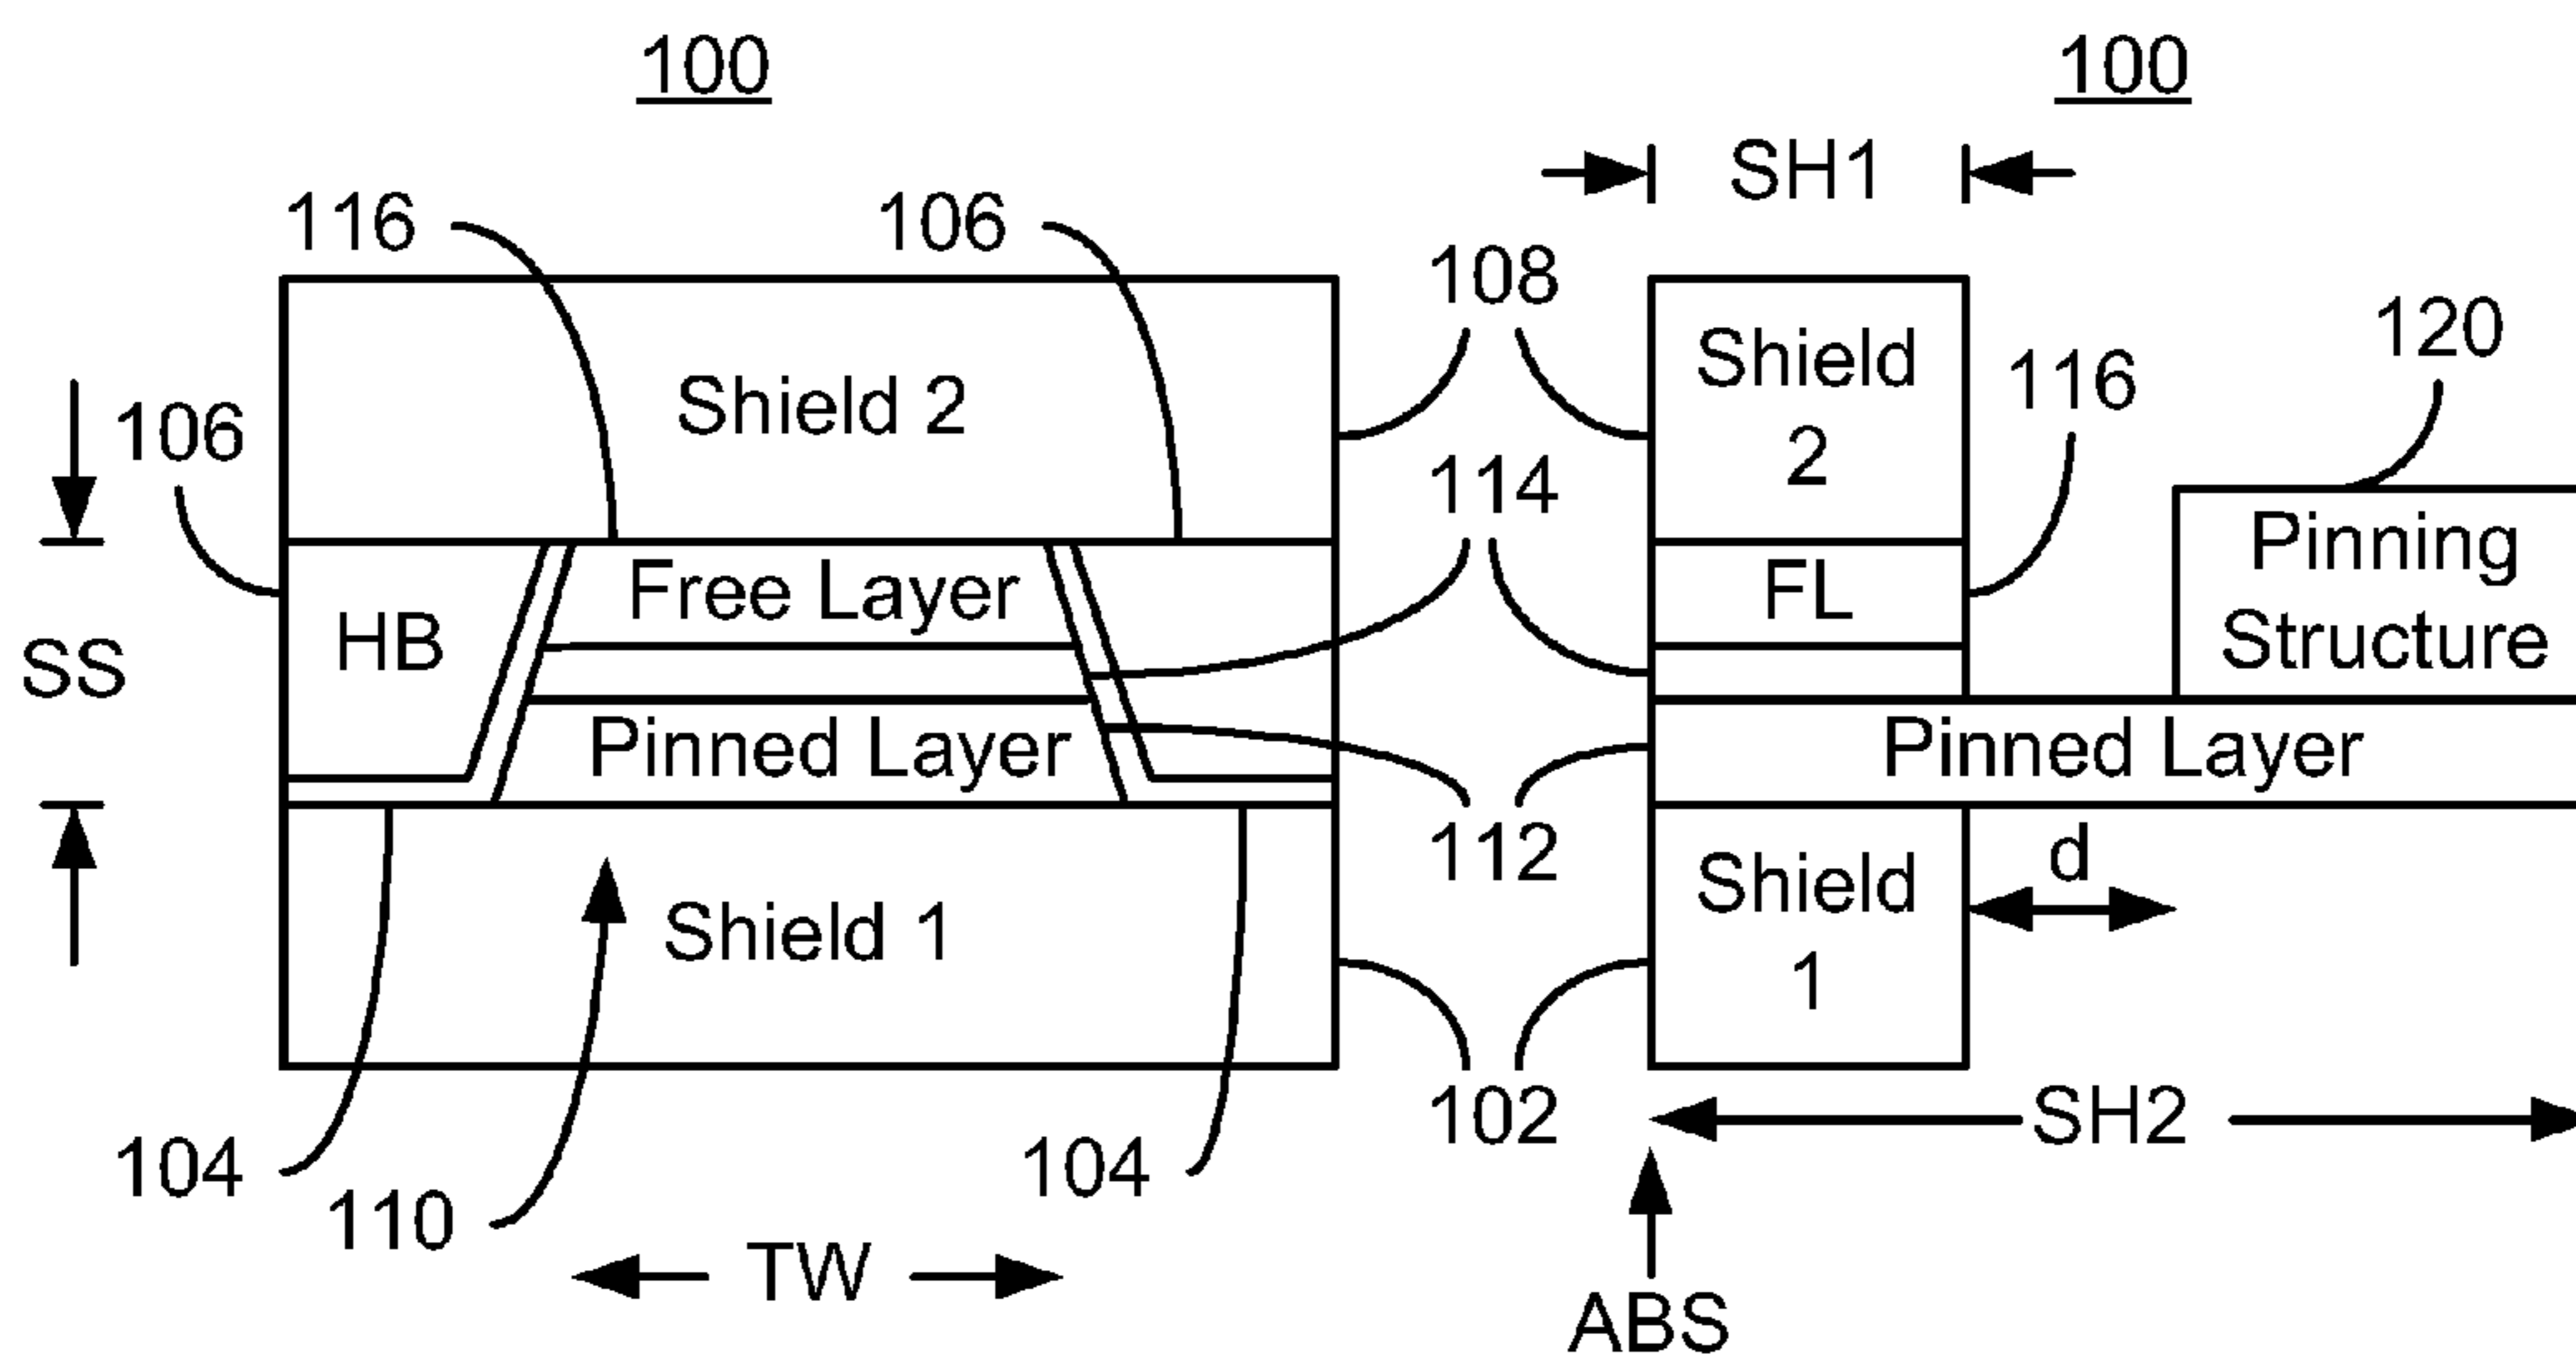 100
100
SH1
116
106
108
120
Shield 2
Shield
2
116
106
114
Pinning
Structure
Free Layer
FL
HB
SS
Pinned Layer
Pinned Layer
112
d
Shield 1
Shield
1
102
SH2
104
104
110
TW
ABS